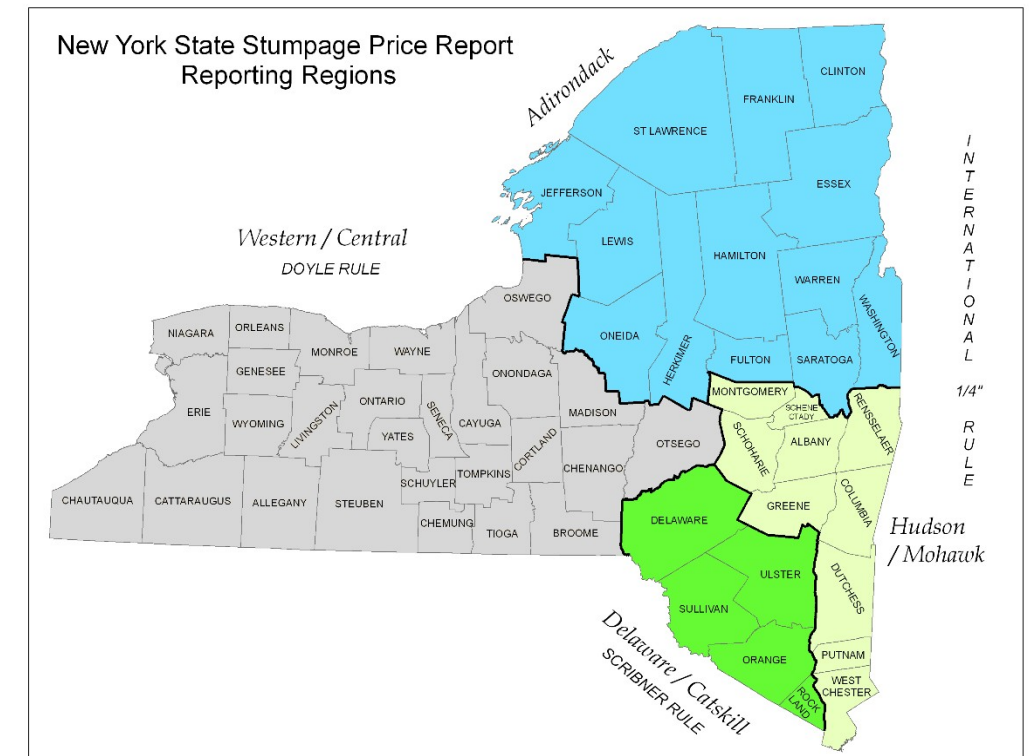 New York State Stumpage Price Report
Reporting Regions
Adirondack
CLINTON
FRANKLIN
ST LAWRENCE
ESSEX
JEFFERSON
LEWIS
HAMILTON
WARREN
WASHINGTON
ONEIDA
HERKIMER
FULTON
SARATOGA
INTERNATIONAL
1/4"
RULE
Western / Central
DOYLE RULE
OSWEGO
NIAGARA
ORLEANS
MONROE
WAYNE
GENESEE
ONONDAGA
MADISON
ERIE
WYOMING
LIVINGSTON
ONTARIO
YATES
SENECA
CAYUGA
CORTLAND
OTSEGO
CHENANGO
SCHUYLER
TOMPKINS
CHAUTAUQUA
CATTARAUGUS
ALLEGANY
STEUBEN
CHEMUNG
TIOGA
BROOME
MONTGOMERY
SCHENE
CTADY
RENSSELAER
SCHOHARIE
ALBANY
GREENE
COLUMBIA
Hudson
/ Mohawk
DUTCHESS
PUTNAM
WEST
CHESTER
DELAWARE
ULSTER
SULLIVAN
ORANGE
ROCK
LAND
Delaware / Catskill
SCRIBNER RULE